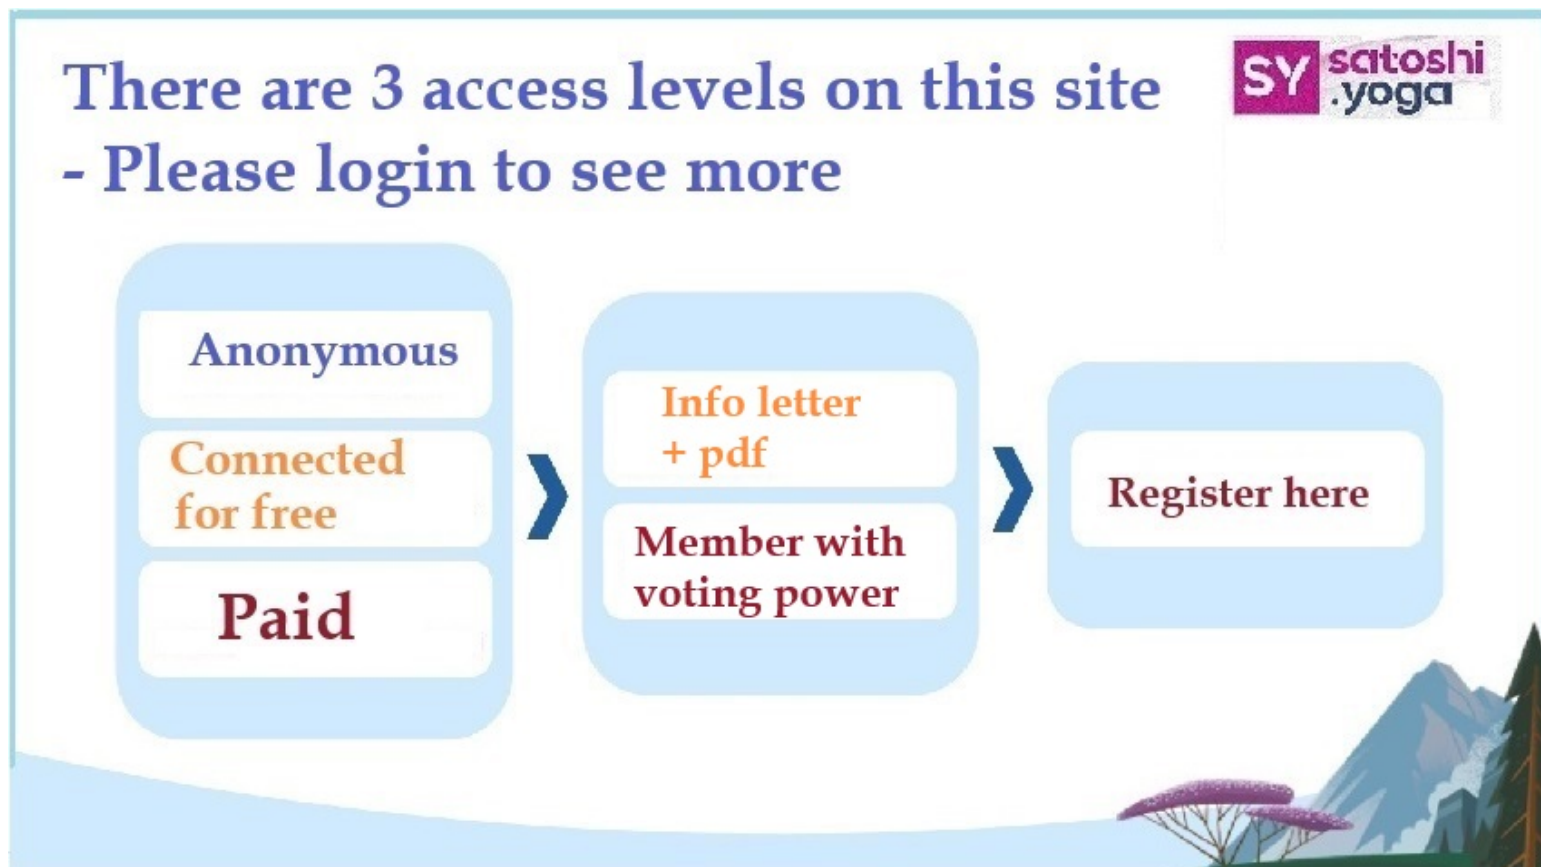 There are 3 access levels on this site
- Please login to see more
SY satoshi
.yoga
Anonymous
Connected
for free
Paid
Info letter
+ pdf
Member with
voting power
Register here